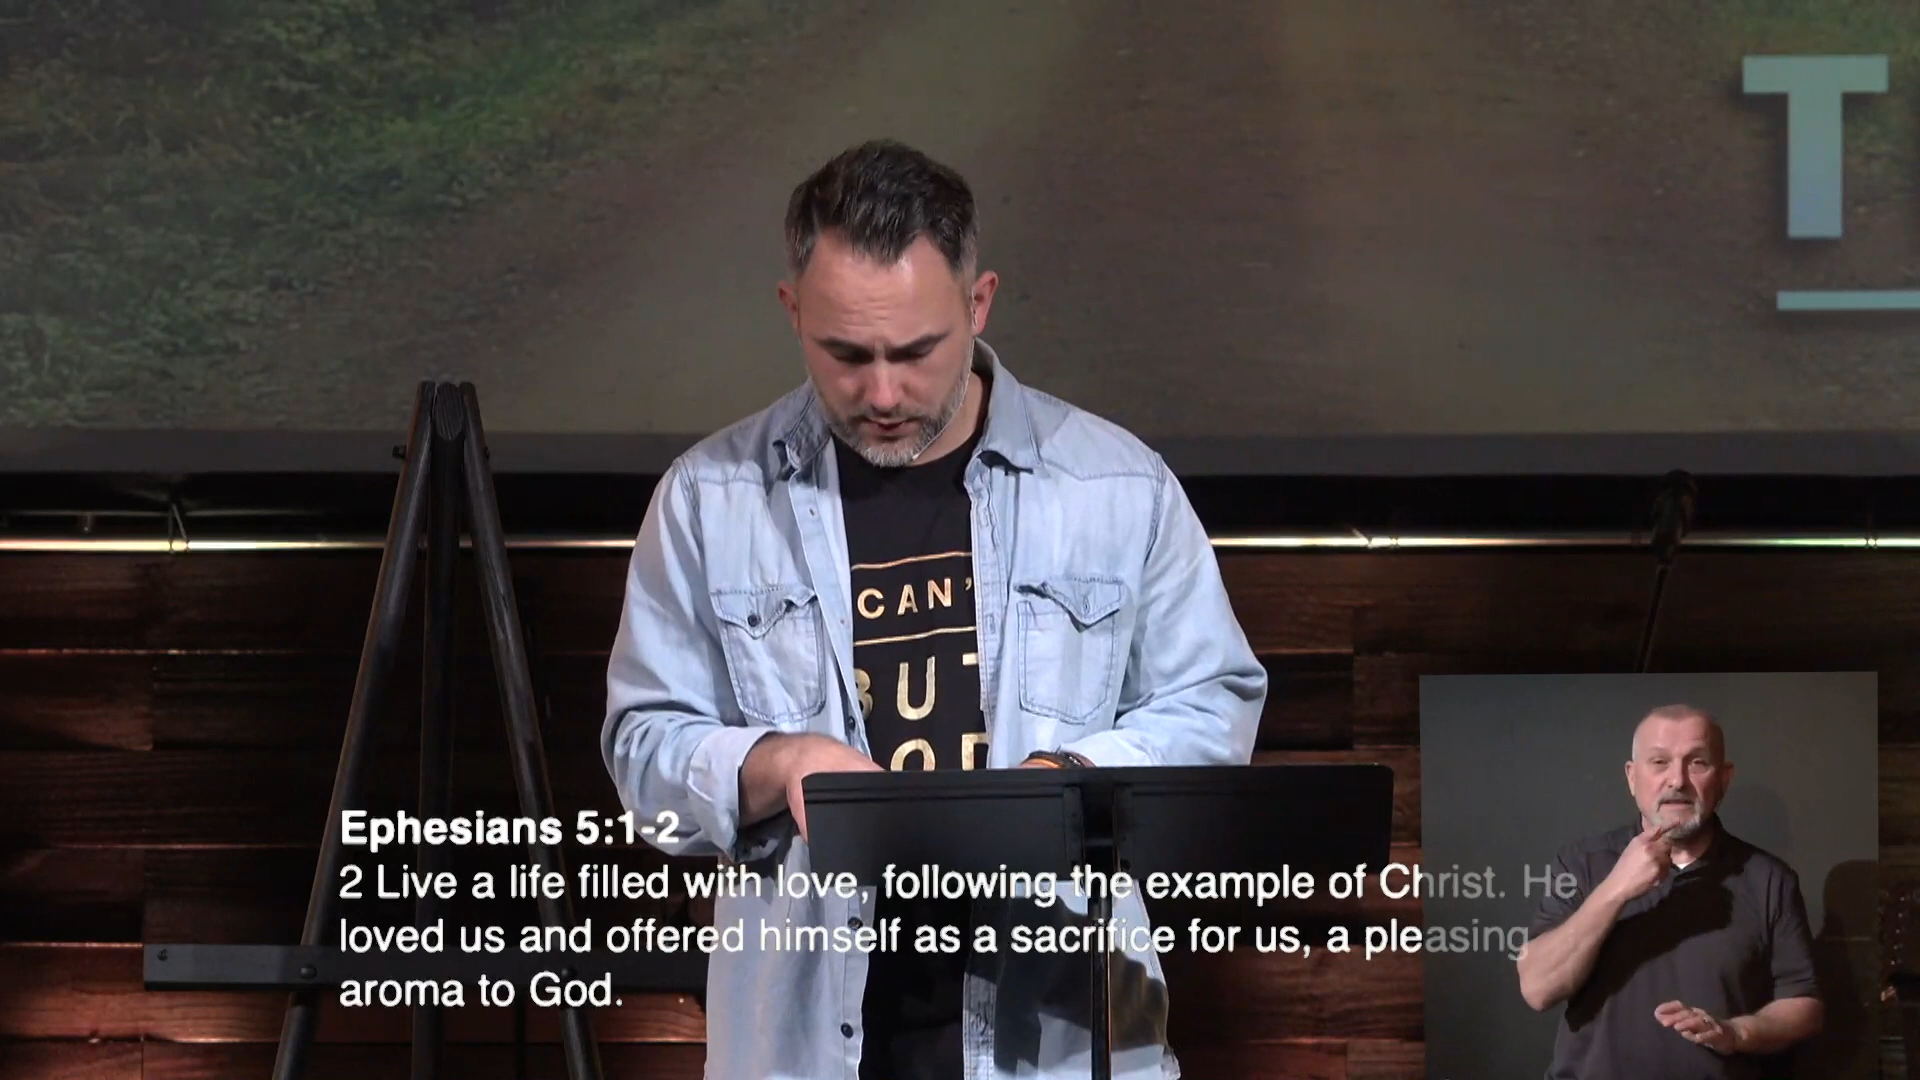 T
CAN'
BUT
OD
Ephesians 5:1-2
2 Live a life filled with love, following the example of Christ. He
loved us and offered himself as a sacrifice for us, a pleasing
aroma to God.